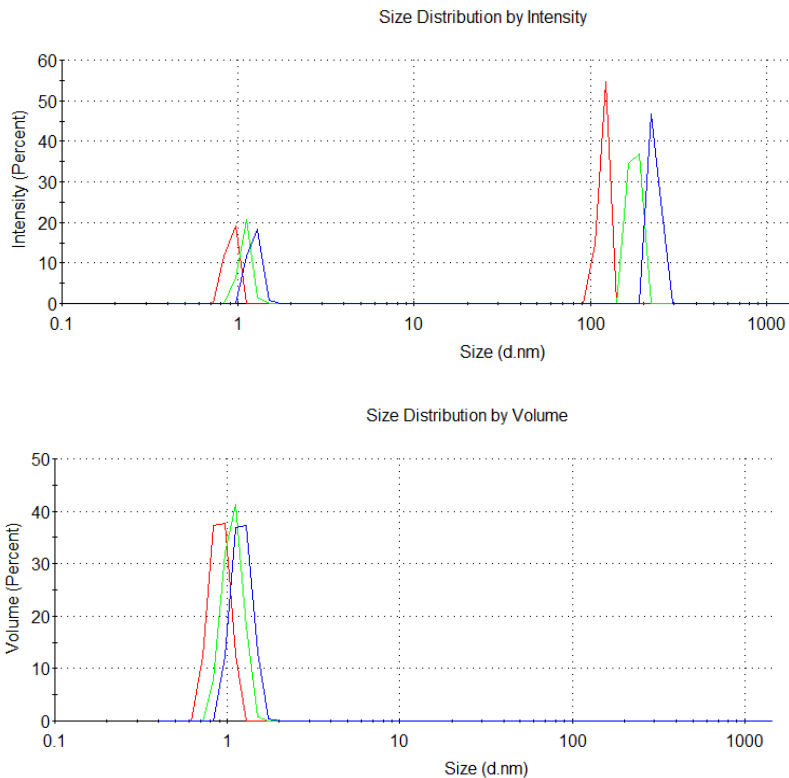 Size Distribution by Intensity
60
50
40
30
20
10
0
Intensity (Percent)
0.1 1 10 100 1000
Size (d.nm)
Size Distribution by Volume
50
40
30
20
10
0
Volume (Percent)
0.1 1 10 100 1000
Size (d.nm)